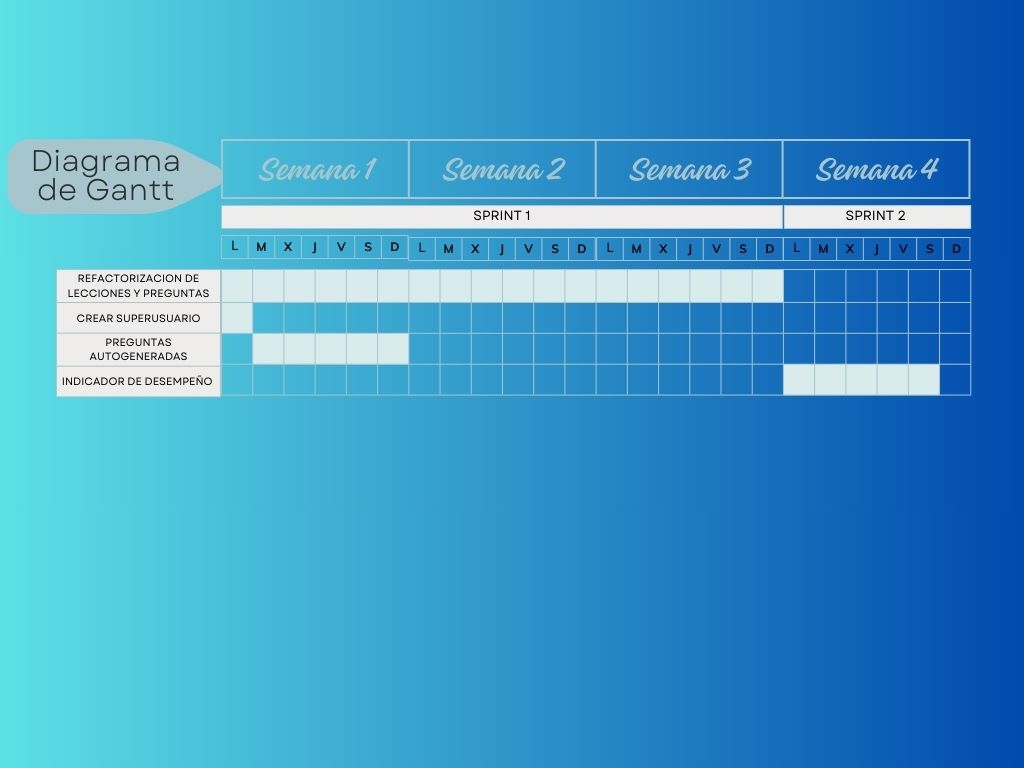 Diagrama
de Gantt
Semana 1 Semana 2 Semana 3 Semana 4
SPRINT 1 SPRINT 2
L M X J V S D L M X J V S D L M X J V S D L M X J V S D
REFACTORIZACION DE
LECCIONES Y PREGUNTAS
CREAR SUPERUSUARIO
PREGUNTAS
AUTOGENERADAS
INDICADOR DE DESEMPEÑO